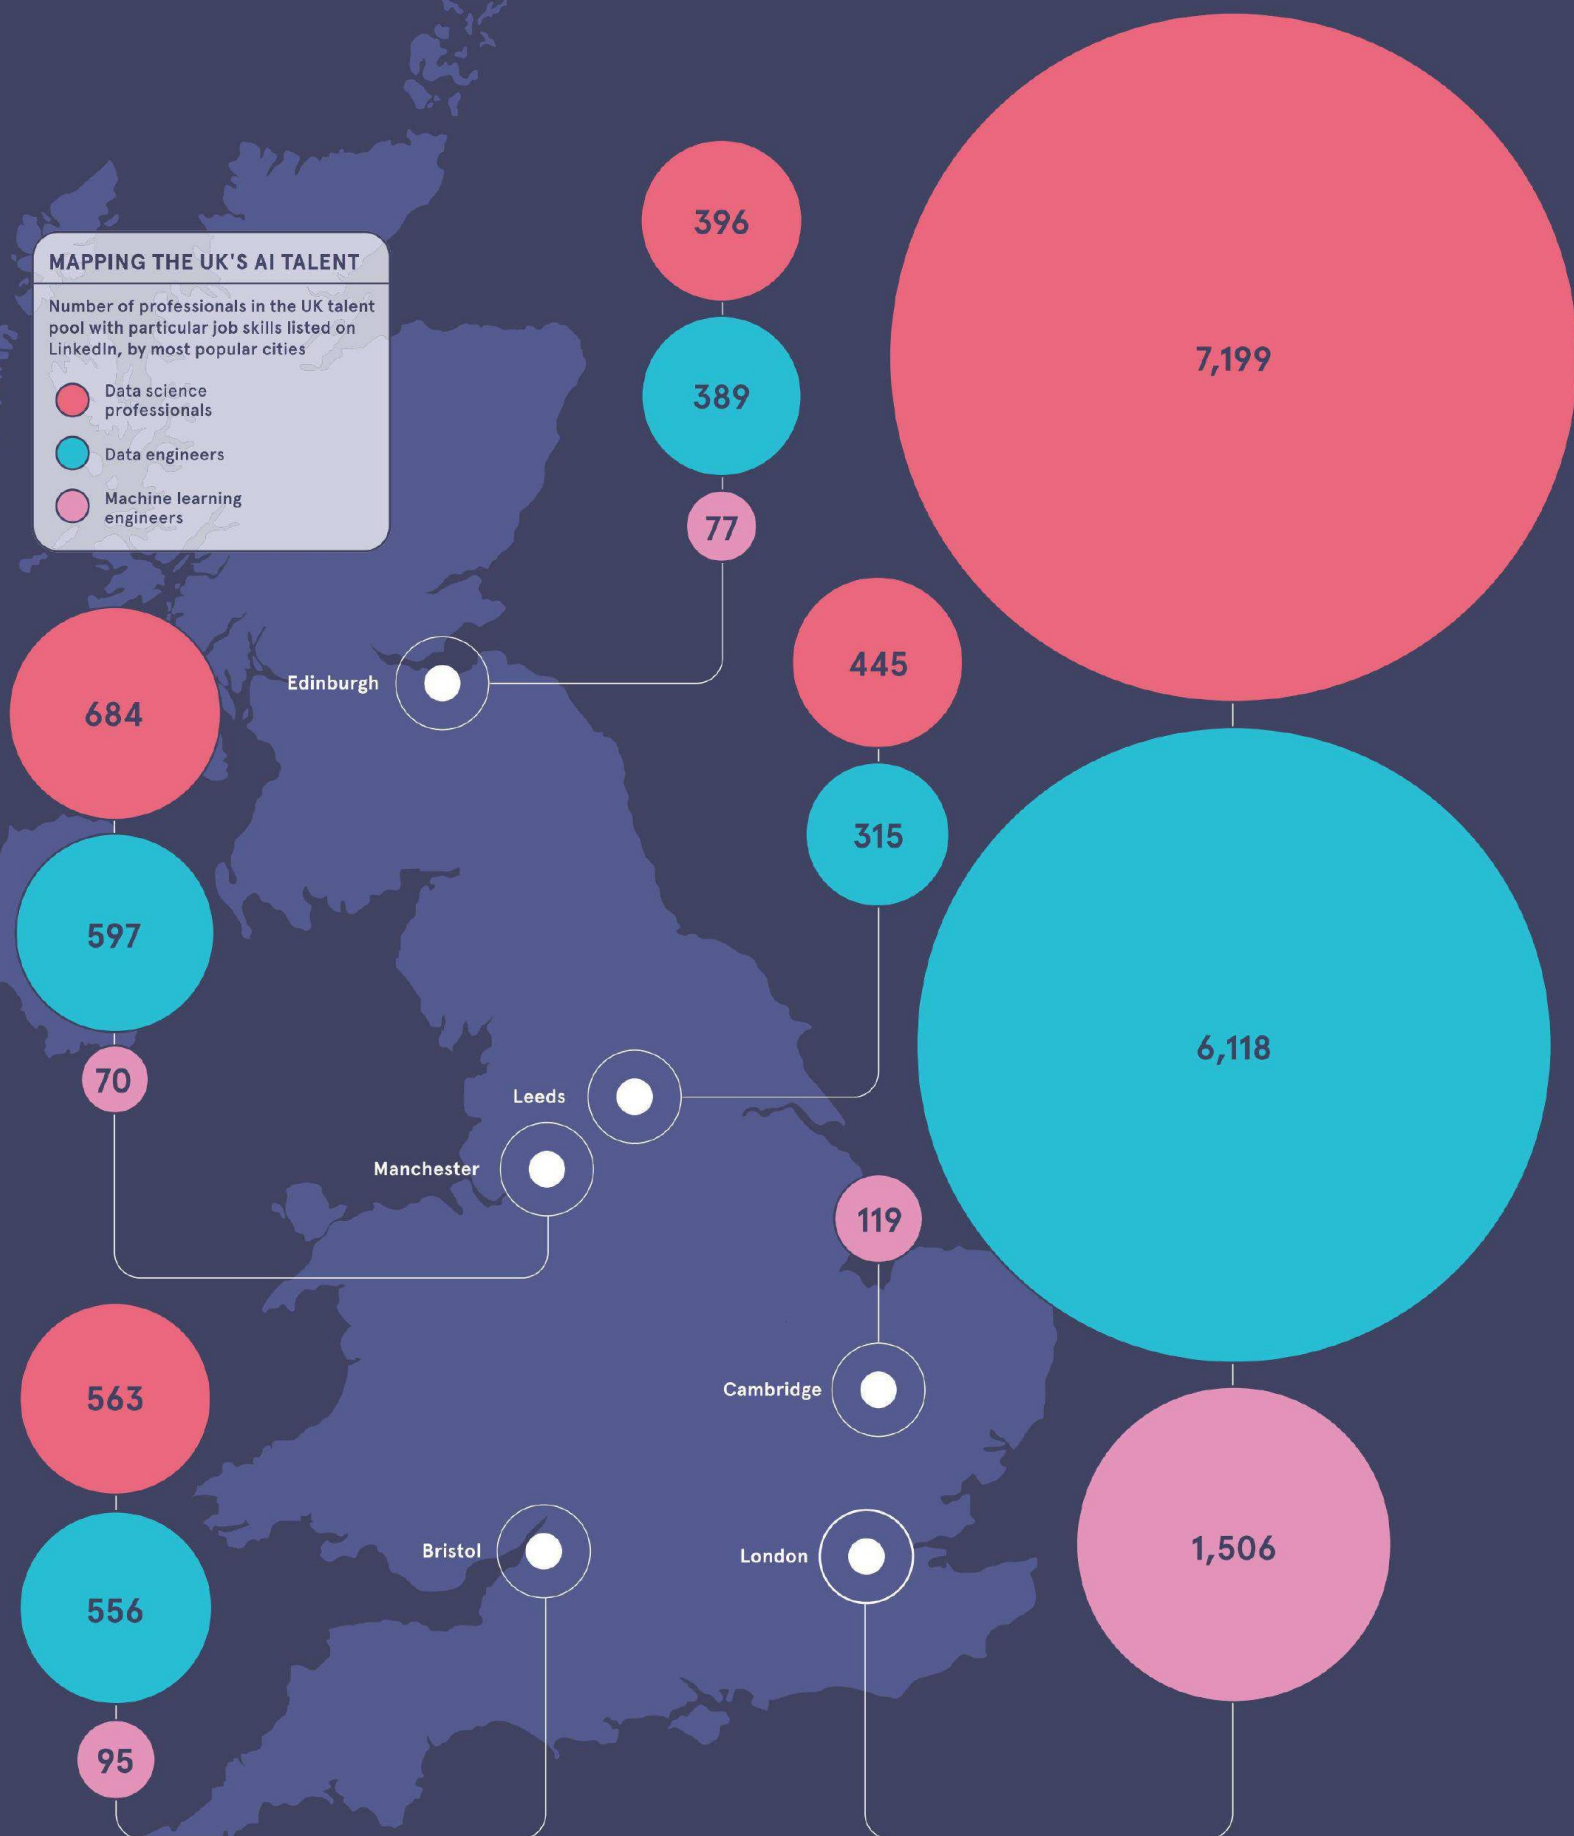 MAPPING THE UK'S AI TALENT
Number of professionals in the UK talent
pool with particular job skills listed on
LinkedIn, by most popular cities
Data science
professionals
Data engineers
Machine learning
engineers
396
389
77
Edinburgh
7,199
6,118
1,506
London
684
597
70
Manchester
445
315
Leeds
119
Cambridge
563
556
95
Bristol